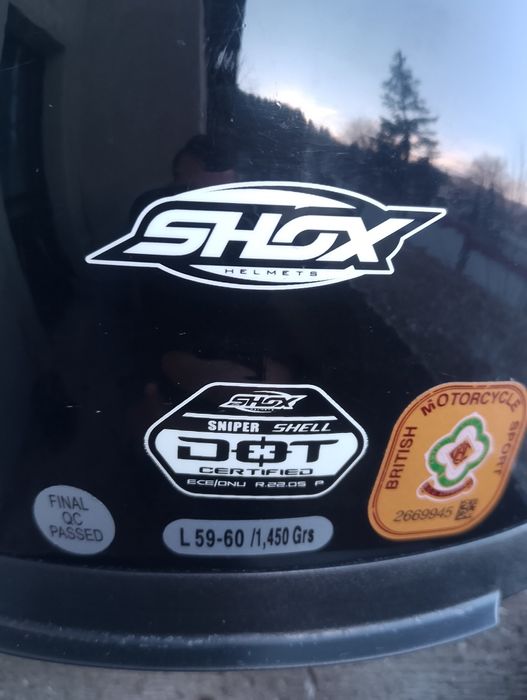 SHOX
HELMETS
SHOX
SNIPER SHELL
DOT
CERTIFIED
ECE/ONU R.22.05 P
FINAL
QC
PASSED
L 59-60 /1,450 Grs
BRITISH MOTORCYCLE SPORT
2669945